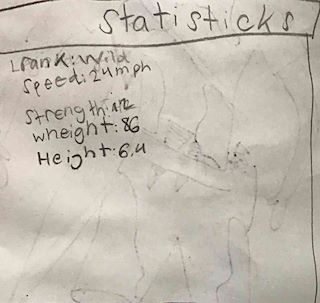 Statisticks
Lrank: Wild
Speed: 24mph
Strength:
wheight: 86
Height: 6,4